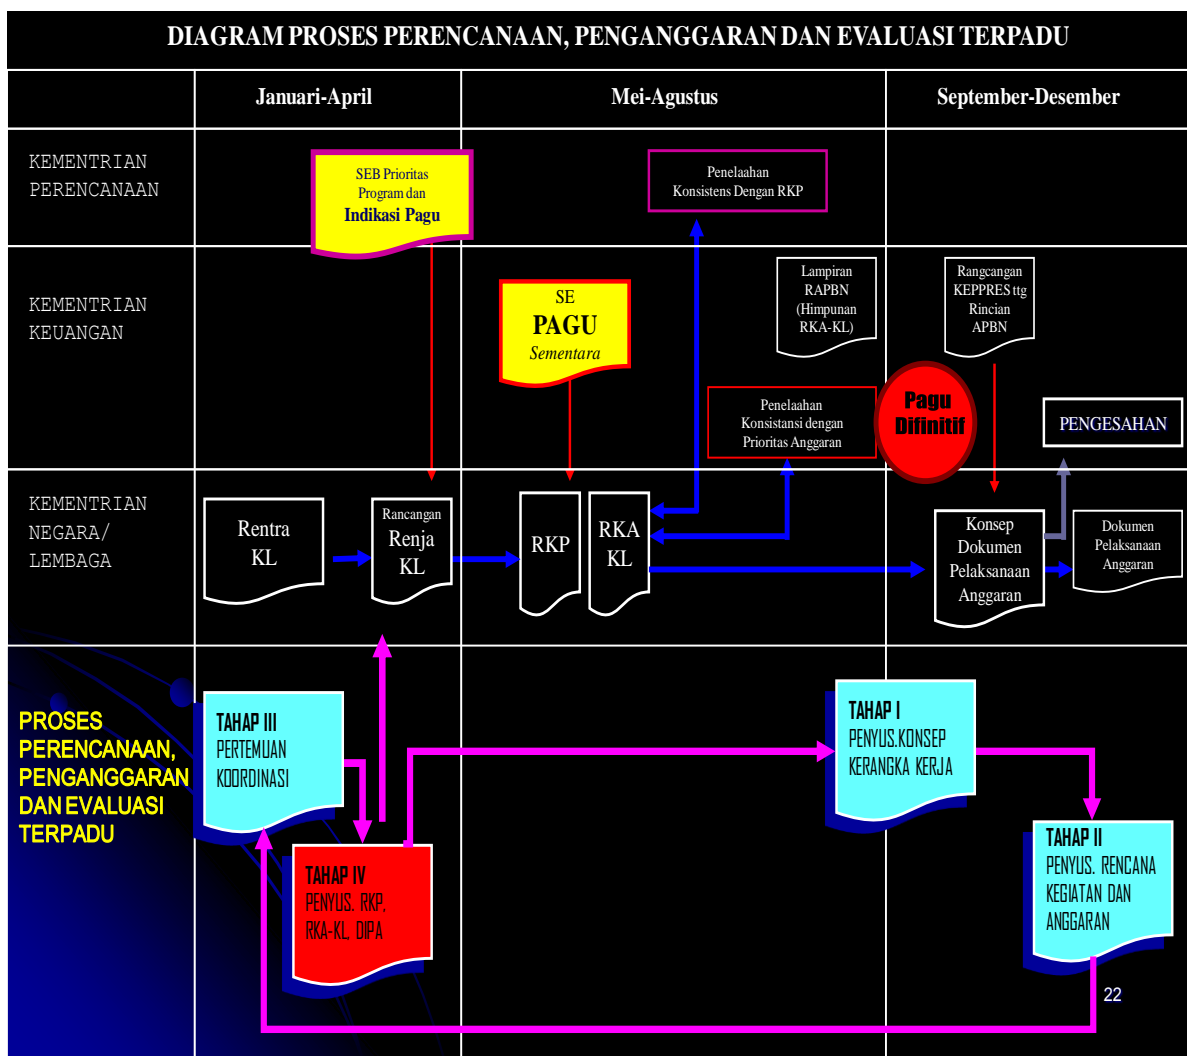 DIAGRAM PROSES PERENCANAAN, PENGANGGARAN DAN EVALUASI TERPADU
Januari-April
Mei-Agustus
September-Desember
KEMENTRIAN
PERENCANAAN
SEB Prioritas
Program dan
Indikasi Pagu
Penelaahan
Konsistens Dengan RKP
KEMENTRIAN
KEUANGAN
SE
PAGU
Sementara
Lampiran
RAPBN
(Himpunan
RKA-KL)
Rangcangan
KEPPRES ttg
Rincian
APBN
Penelaahan
Konsistansi dengan
Prioritas Anggaran
Pagu
Difinitif
PENGESAHAN
KEMENTRIAN
NEGARA/
LEMBAGA
Rentra
KL
Rancangan
Renja
KL
RKP
RKA
KL
Konsep
Dokumen
Pelaksanaan
Anggaran
Dokumen
Pelaksanaan
Anggaran
PROSES
PERENCANAAN,
PENGANGGARAN
DAN EVALUASI
TERPADU
TAHAP III
PERTEMUAN
KOORDINASI
TAHAP IV
PENYUS. RKP,
RKA-KL, DIPA
TAHAP I
PENYUS.KONSEP
KERANGKA KERJA
TAHAP II
PENYUS. RENCANA
KEGIATAN DAN
ANGGARAN
22